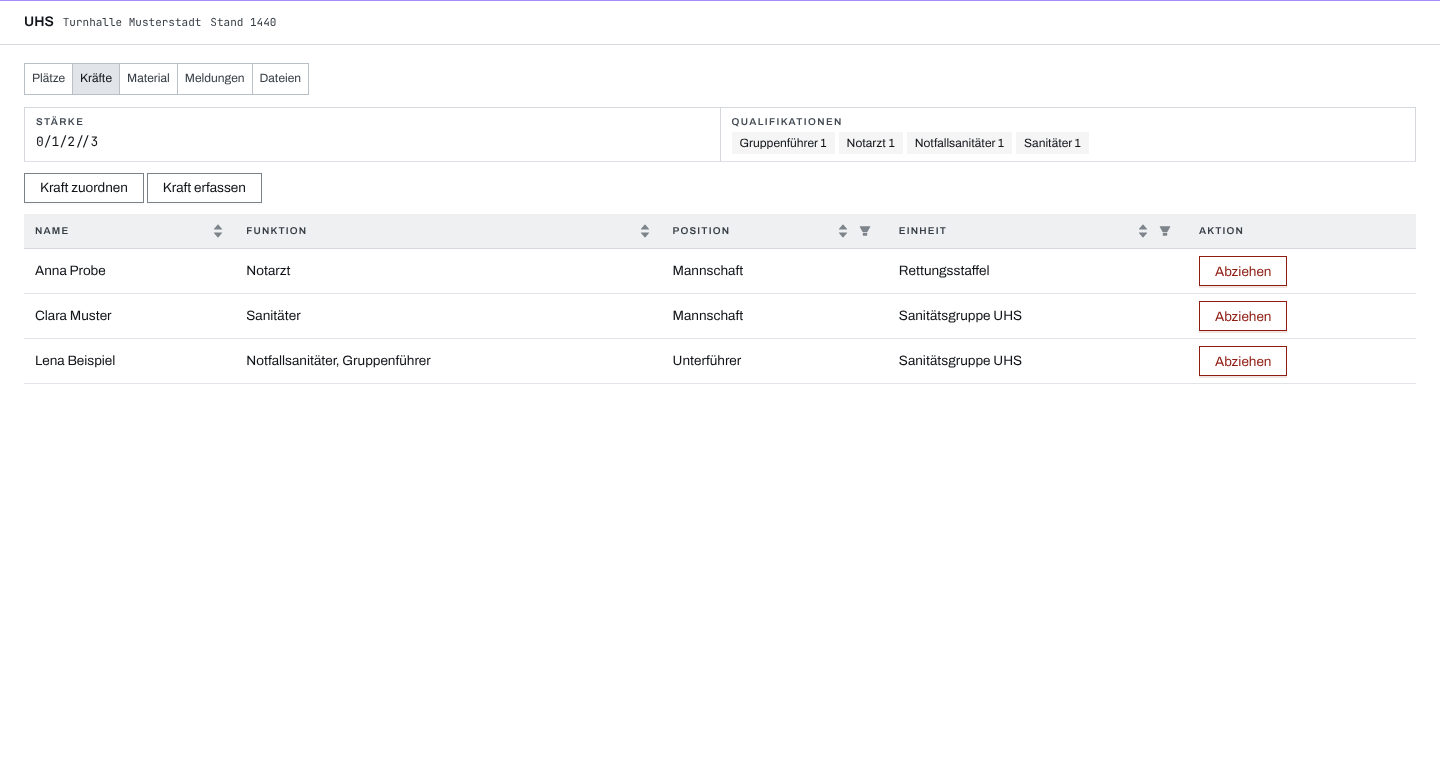 UHS Turnhalle Musterstadt Stand 1440
Plätze Kräfte Material Meldungen Dateien
STÄRKE
0/1/2//3
QUALIFIKATIONEN
Gruppenführer 1 Notarzt 1 Notfallsanitäter 1 Sanitäter 1
Kraft zuordnen Kraft erfassen
NAME FUNKTION POSITION EINHEIT AKTION
Anna Probe Notarzt Mannschaft Rettungsstaffel Abziehen
Clara Muster Sanitäter Mannschaft Sanitätsgruppe UHS Abziehen
Lena Beispiel Notfallsanitäter, Gruppenführer Unterführer Sanitätsgruppe UHS Abziehen